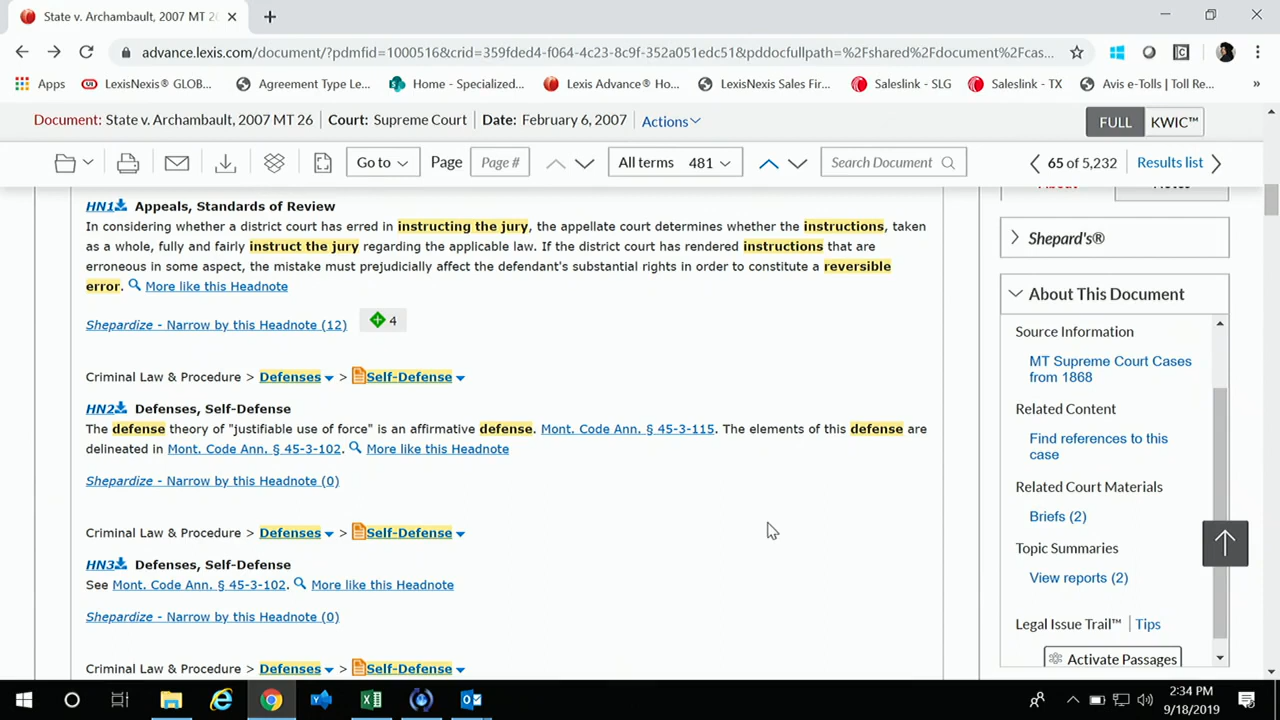 State v. Archambault, 2007 MT 26
advance.lexis.com/document/?pdmfid=1000516&crid=359fded4-f064-4c23-8c9f-352a051edc51&pddocfullpath=%2Fshared%2Fdocument%2Fcas...
Apps LexisNexis® GLOB... Agreement Type Le... Home - Specialized... Lexis Advance® Ho... LexisNexis Sales Fir... Saleslink - SLG Saleslink - TX Avis e-Tolls | Toll Re... »
Document: State v. Archambault, 2007 MT 26 | Court: Supreme Court | Date: February 6, 2007 | Actions FULL KWIC™
Go to Page Page # All terms 481 Search Document 65 of 5,232 Results list
HN1 Appeals, Standards of Review
In considering whether a district court has erred in instructing the jury, the appellate court determines whether the instructions, taken
as a whole, fully and fairly instruct the jury regarding the applicable law. If the district court has rendered instructions that are
erroneous in some aspect, the mistake must prejudicially affect the defendant's substantial rights in order to constitute a reversible
error. More like this Headnote
Shepardize - Narrow by this Headnote (12) 4
Criminal Law & Procedure > Defenses > Self-Defense
HN2 Defenses, Self-Defense
The defense theory of "justifiable use of force" is an affirmative defense. Mont. Code Ann. § 45-3-115. The elements of this defense are
delineated in Mont. Code Ann. § 45-3-102. More like this Headnote
Shepardize - Narrow by this Headnote (0)
Criminal Law & Procedure > Defenses > Self-Defense
HN3 Defenses, Self-Defense
See Mont. Code Ann. § 45-3-102. More like this Headnote
Shepardize - Narrow by this Headnote (0)
Criminal Law & Procedure > Defenses > Self-Defense
Shepard's®
About This Document
Source Information
MT Supreme Court Cases
from 1868
Related Content
Find references to this
case
Related Court Materials
Briefs (2)
Topic Summaries
View reports (2)
Legal Issue Trail™ | Tips
Activate Passages
2:34 PM
9/18/2019